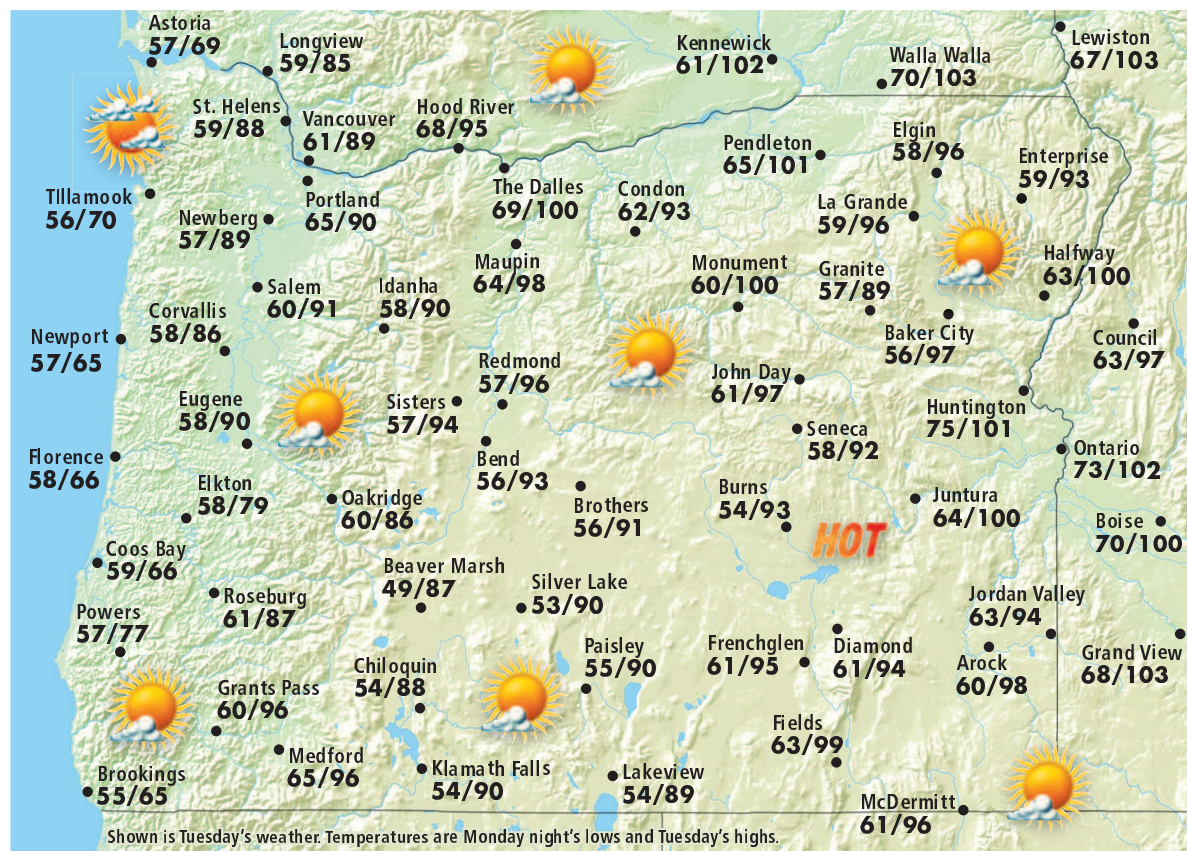 Astoria
57/69
Longview
59/85
Kennewick
61/102
Walla Walla
70/103
Lewiston
67/103
St. Helens
59/88
Vancouver
61/89
Hood River
68/95
Pendleton
65/101
Elgin
58/96
Enterprise
59/93
TIllamook
56/70
Newberg
57/89
Portland
65/90
The Dalles
69/100
Condon
62/93
La Grande
59/96
Maupin
64/98
Monument
60/100
Granite
57/89
Halfway
63/100
Salem
60/91
Idanha
58/90
Corvallis
58/86
Newport
57/65
Baker City
56/97
Council
63/97
Redmond
57/96
John Day
61/97
Eugene
58/90
Sisters
57/94
Huntington
75/101
Seneca
58/92
Ontario
73/102
Florence
58/66
Bend
56/93
Elkton
58/79
Oakridge
60/86
Brothers
56/91
Burns
54/93
Juntura
64/100
Boise
70/100
HOT
Coos Bay
59/66
Beaver Marsh
49/87
Silver Lake
53/90
Roseburg
61/87
Jordan Valley
63/94
Powers
57/77
Paisley
55/90
Frenchglen
61/95
Diamond
61/94
Arock
60/98
Grand View
68/103
Chiloquin
54/88
Grants Pass
60/96
Fields
63/99
Medford
65/96
Klamath Falls
54/90
Lakeview
54/89
Brookings
55/65
McDermitt
61/96
Shown is Tuesday's weather. Temperatures are Monday night's lows and Tuesday's highs.